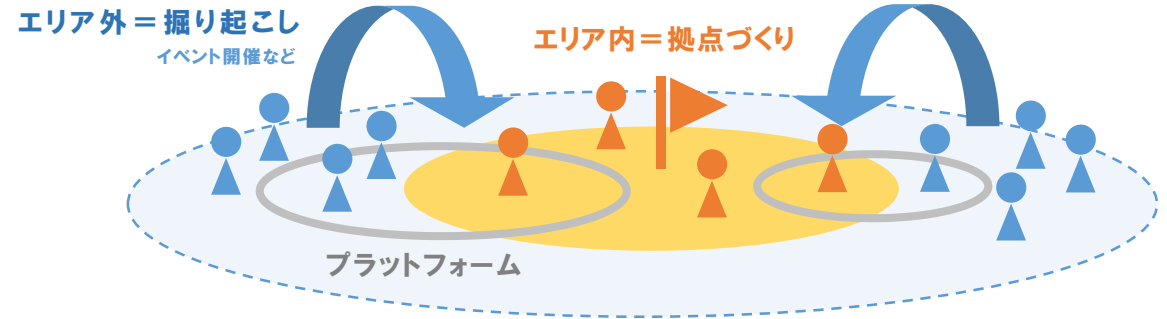 エリア外＝掘り起こし
イベント開催など
エリア内＝拠点づくり
プラットフォーム